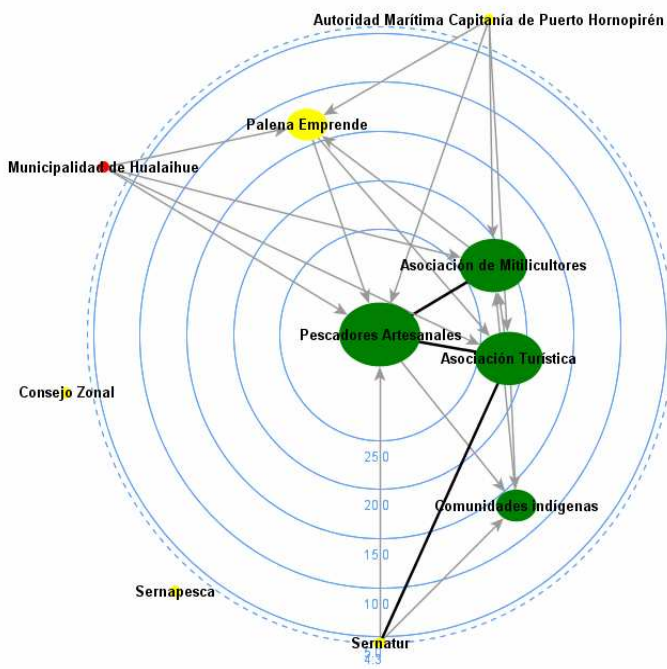 Autoridad Marítima Capitanía de Puerto Hornopirén
Palena Emprende
Municipalidad de Hualaihue
Asociación de Mitilicultores
Pescadores Artesanales
Asociación Turística
Consejo Zonal
25.0
20.0
Comunidades Indígenas
15.0
Sernapesca
10.0
Sernatur
4.3